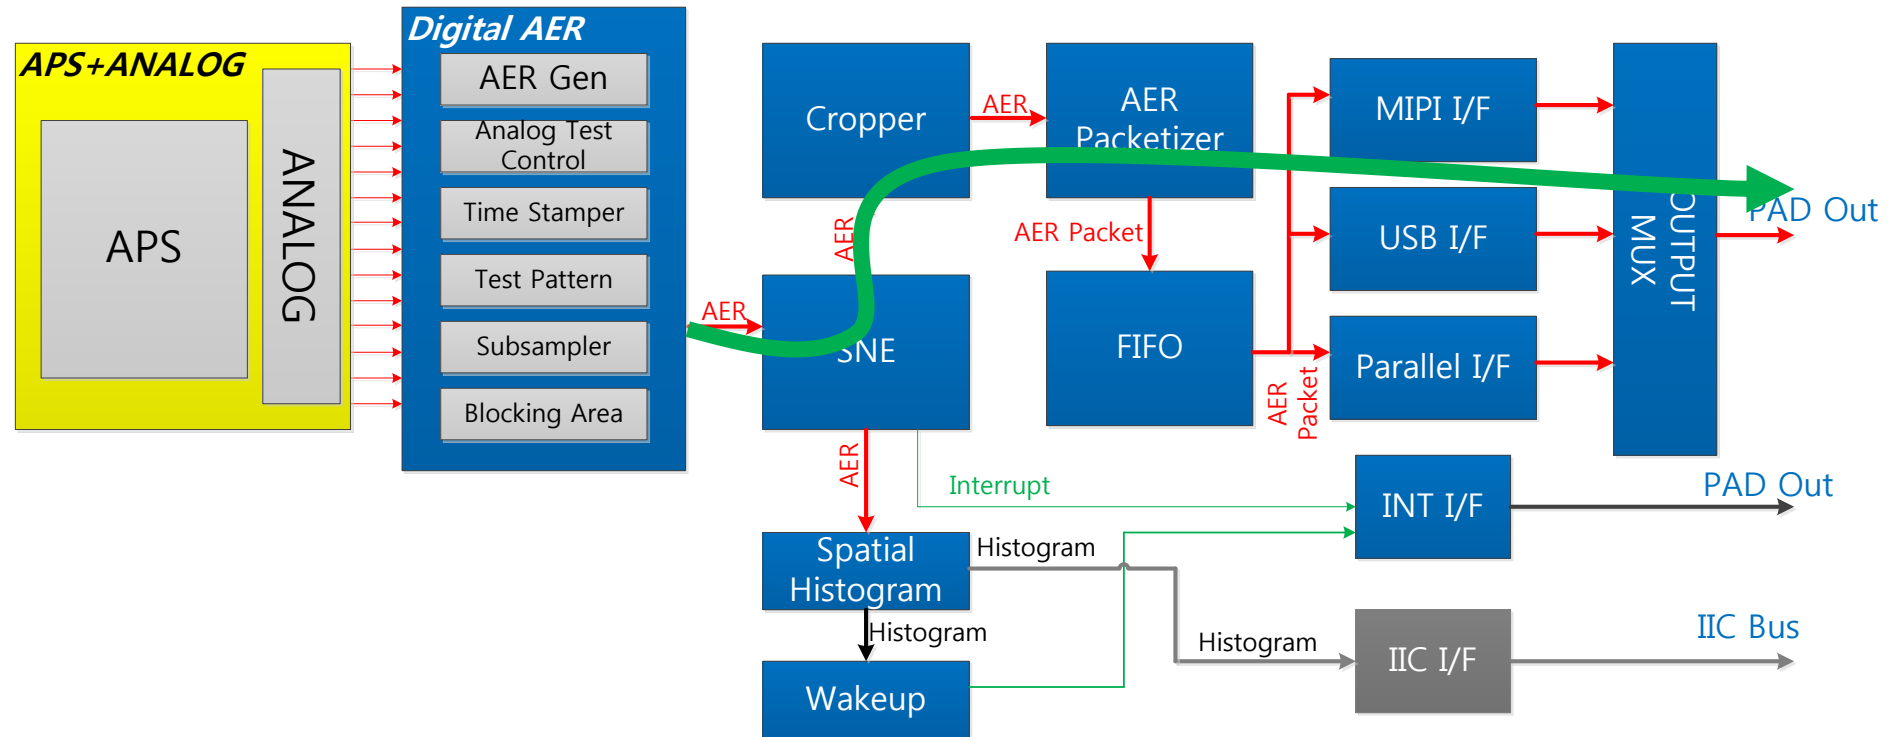 APS+ANALOG
APS
ANALOG
Digital AER
AER Gen
Analog Test
Control
Time Stamper
Test Pattern
Subsampler
Blocking Area
AER
SNE
AER
Cropper
AER
AER
Packetizer
AER Packet
FIFO
AER
Packet
MIPI I/F
USB I/F
Parallel I/F
OUTPUT
MUX
PAD Out
AER
Interrupt
INT I/F
PAD Out
Spatial
Histogram
Histogram
Histogram
Wakeup
Histogram
IIC I/F
IIC Bus